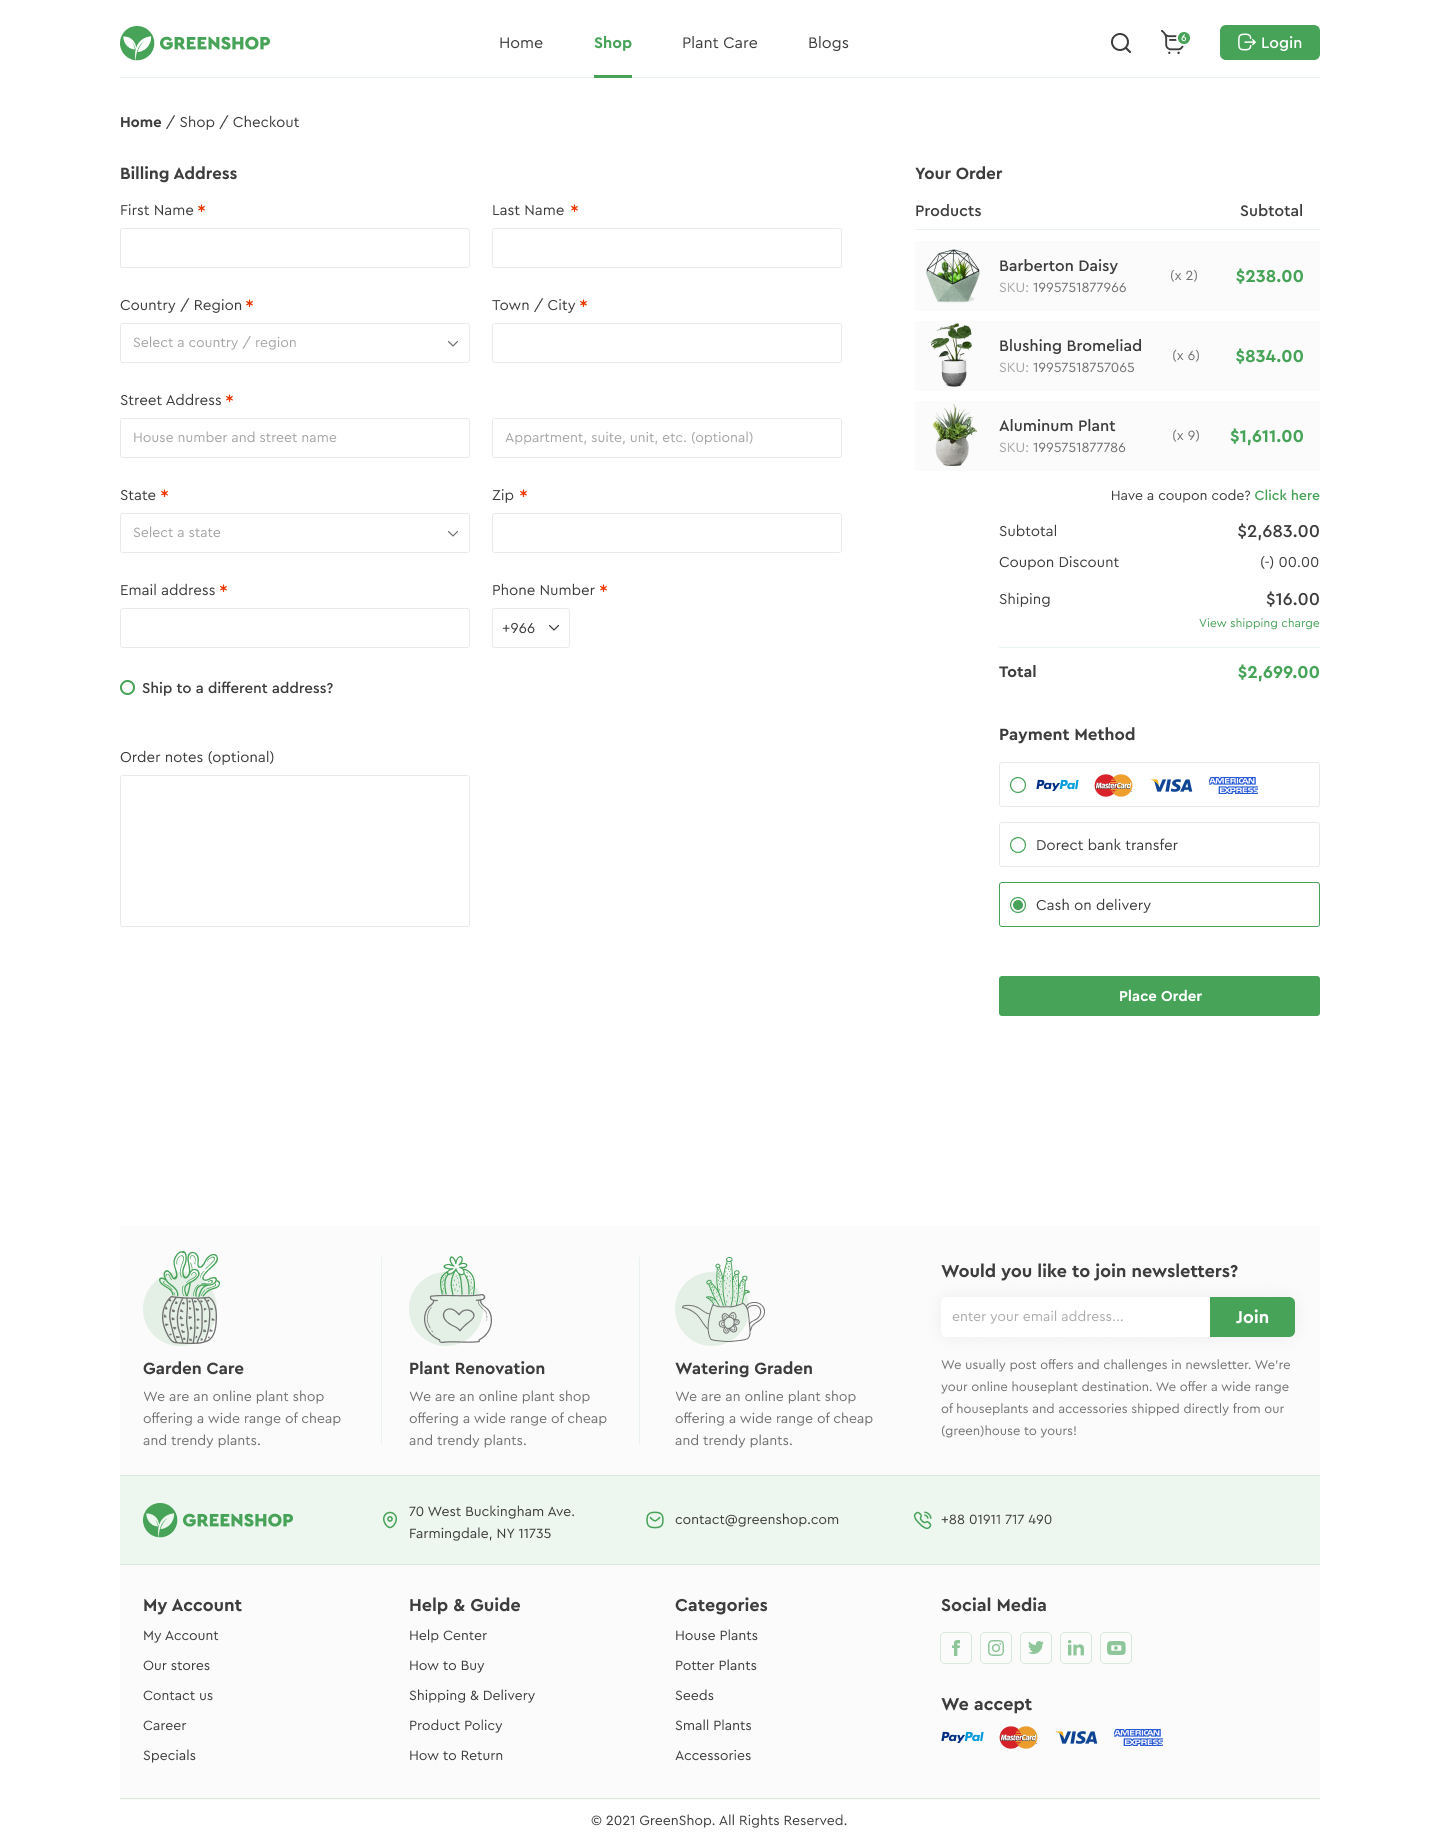 GREENSHOP
Home Shop Plant Care Blogs
6
Login
Home / Shop / Checkout
Billing Address
First Name *
Last Name *
Country / Region *
Town / City *
Select a country / region
Street Address *
House number and street name
Appartment, suite, unit, etc. (optional)
State *
Zip *
Select a state
Email address *
Phone Number *
+966
Ship to a different address?
Order notes (optional)
Your Order
Products Subtotal
Barberton Daisy
SKU: 1995751877966
(x 2)
$238.00
Blushing Bromeliad
SKU: 19957518757065
(x 6)
$834.00
Aluminum Plant
SKU: 1995751877786
(x 9)
$1,611.00
Have a coupon code? Click here
Subtotal $2,683.00
Coupon Discount (-) 00.00
Shiping $16.00
View shipping charge
Total $2,699.00
Payment Method
PayPal MasterCard VISA AMERICAN EXPRESS
Dorect bank transfer
Cash on delivery
Place Order
Garden Care
We are an online plant shop
offering a wide range of cheap
and trendy plants.
Plant Renovation
We are an online plant shop
offering a wide range of cheap
and trendy plants.
Watering Graden
We are an online plant shop
offering a wide range of cheap
and trendy plants.
Would you like to join newsletters?
enter your email address...
Join
We usually post offers and challenges in newsletter. We're
your online houseplant destination. We offer a wide range
of houseplants and accessories shipped directly from our
(green)house to yours!
GREENSHOP
70 West Buckingham Ave.
Farmingdale, NY 11735
contact@greenshop.com
+88 01911 717 490
My Account
My Account
Our stores
Contact us
Career
Specials
Help & Guide
Help Center
How to Buy
Shipping & Delivery
Product Policy
How to Return
Categories
House Plants
Potter Plants
Seeds
Small Plants
Accessories
Social Media
We accept
PayPal MasterCard VISA AMERICAN EXPRESS
© 2021 GreenShop. All Rights Reserved.